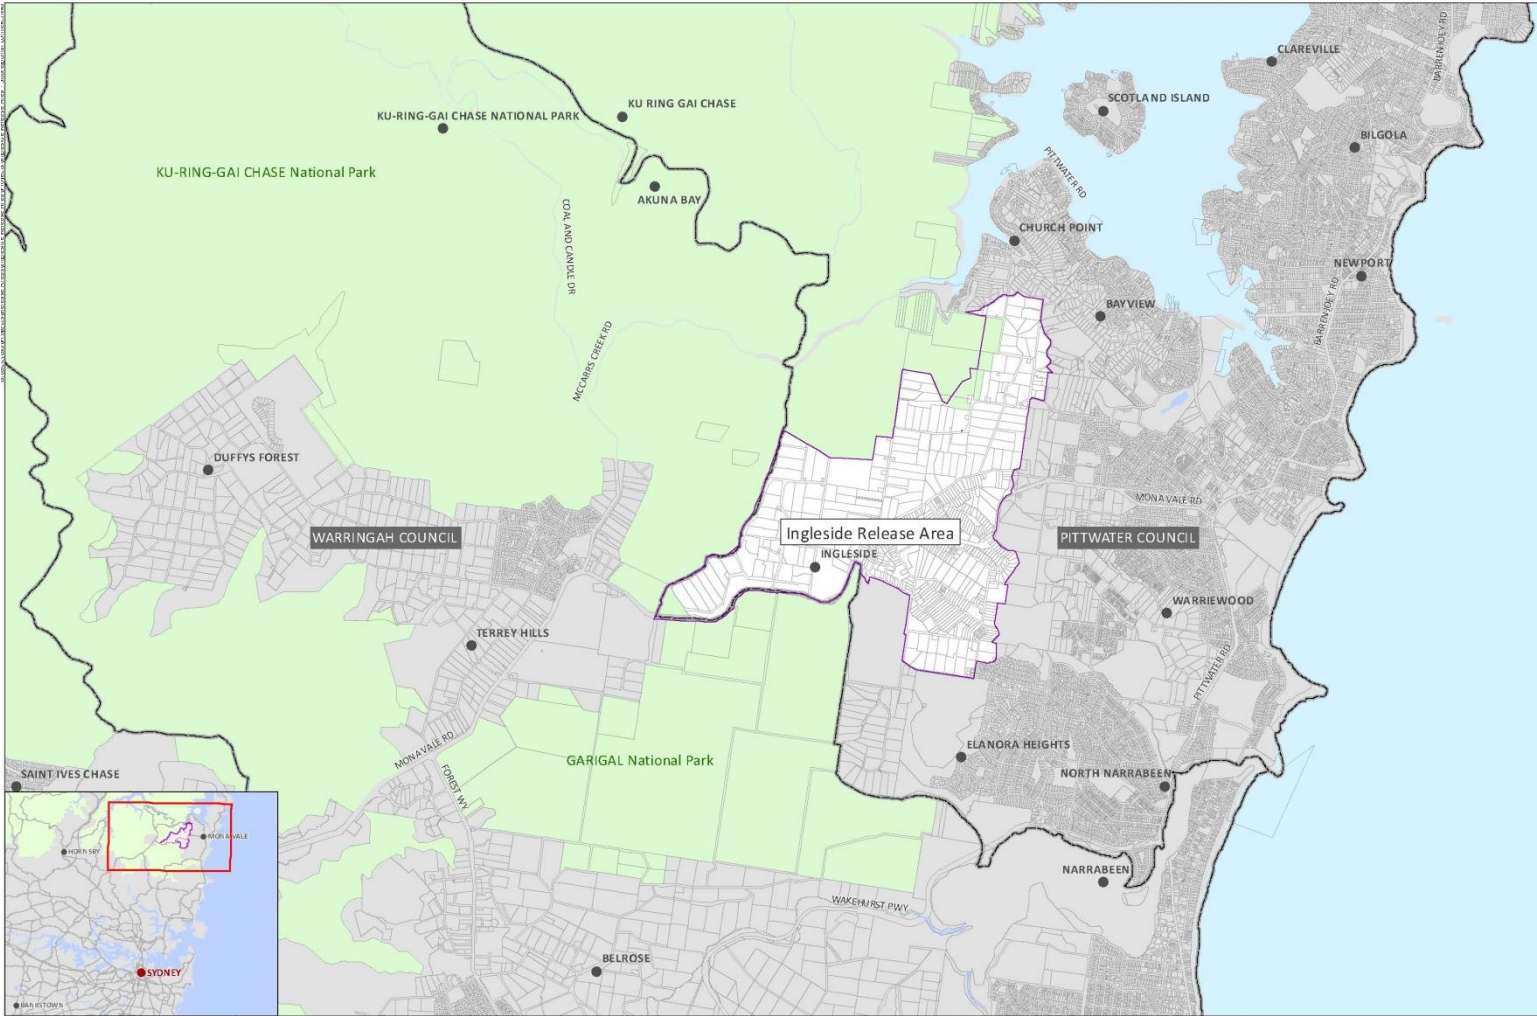 CLAREVILLE
BARRENJOEY RD
SCOTLAND ISLAND
KU RING GAI CHASE
KU-RING-GAI CHASE NATIONAL PARK
BILGOLA
KU-RING-GAI CHASE National Park
PITTWATER RD
AKUNA BAY
COAL AND CANDLE DR
CHURCH POINT
NEWPORT
BAYVIEW
BARRENJOEY RD
MCCARRS CREEK RD
DUFFYS FOREST
MONA VALE RD
WARRINGAH COUNCIL
Ingleside Release Area
PITTWATER COUNCIL
INGLESIDE
WARRIEWOOD
TERREY HILLS
PITTWATER RD
MONA VALE RD
ELANORA HEIGHTS
GARIGAL National Park
NORTH NARRABEEN
SAINT IVES CHASE
FOREST WY
MONA VALE
HORNSBY
NARRABEEN
WAKEHURST PWY
BELROSE
SYDNEY
BANKSTOWN